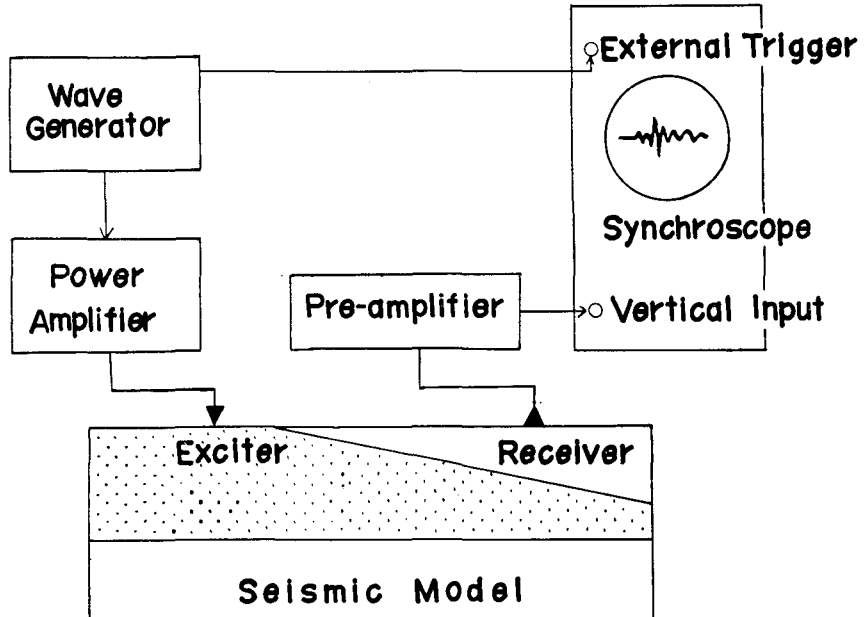 Wave
Generator
External Trigger
Synchroscope
Power
Amplifier
Pre-amplifier
Vertical Input
Exciter
Receiver
Seismic Model